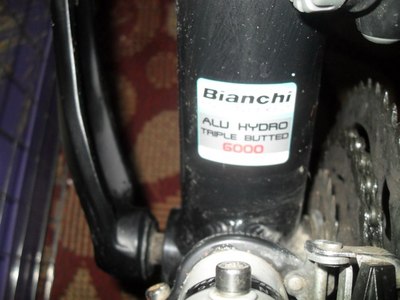 Bianchi
ALU HYDRO
TRIPLE BUTTED
6000